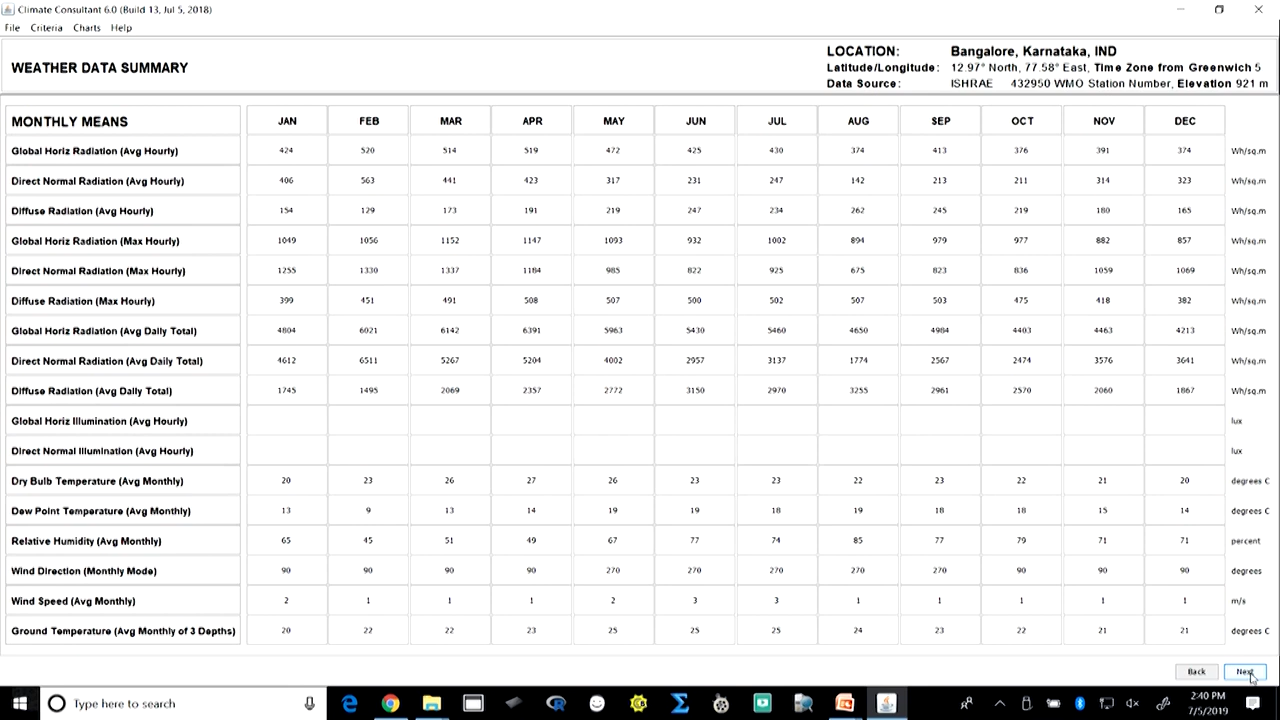 Climate Consultant 6.0 (Build 13, Jul 5, 2018)
File Criteria Charts Help
WEATHER DATA SUMMARY
LOCATION: Bangalore, Karnataka, IND
Latitude/Longitude: 12.97° North, 77.58° East, Time Zone from Greenwich 5
Data Source: ISHRAE 432950 WMO Station Number, Elevation 921 m
MONTHLY MEANS JAN FEB MAR APR MAY JUN JUL AUG SEP OCT NOV DEC
Global Horiz Radiation (Avg Hourly) 424 520 514 519 472 425 430 374 413 376 391 374 Wh/sq.m
Direct Normal Radiation (Avg Hourly) 406 563 441 423 317 231 247 142 213 211 314 323 Wh/sq.m
Diffuse Radiation (Avg Hourly) 154 129 173 191 219 247 234 262 245 219 180 165 Wh/sq.m
Global Horiz Radiation (Max Hourly) 1049 1056 1152 1147 1093 932 1002 894 979 977 882 857 Wh/sq.m
Direct Normal Radiation (Max Hourly) 1255 1330 1337 1184 985 822 925 675 823 836 1059 1069 Wh/sq.m
Diffuse Radiation (Max Hourly) 399 451 491 508 507 500 502 507 503 475 418 382 Wh/sq.m
Global Horiz Radiation (Avg Daily Total) 4804 6021 6142 6391 5963 5430 5460 4650 4984 4403 4463 4213 Wh/sq.m
Direct Normal Radiation (Avg Daily Total) 4612 6511 5267 5204 4002 2957 3137 1774 2567 2474 3576 3641 Wh/sq.m
Diffuse Radiation (Avg Daily Total) 1745 1495 2069 2357 2772 3150 2970 3255 2961 2570 2060 1867 Wh/sq.m
Global Horiz Illumination (Avg Hourly) lux
Direct Normal Illumination (Avg Hourly) lux
Dry Bulb Temperature (Avg Monthly) 20 23 26 27 26 23 23 22 23 22 21 20 degrees C
Dew Point Temperature (Avg Monthly) 13 9 13 14 19 19 18 19 18 18 15 14 degrees C
Relative Humidity (Avg Monthly) 65 45 51 49 67 77 74 85 77 79 71 71 percent
Wind Direction (Monthly Mode) 90 90 90 90 270 270 270 270 270 90 90 90 degrees
Wind Speed (Avg Monthly) 2 1 1 1 2 3 3 1 1 1 1 1 m/s
Ground Temperature (Avg Monthly of 3 Depths) 20 22 22 23 25 25 25 24 23 22 21 21 degrees C
Back Next
Type here to search
2:40 PM
7/5/2019